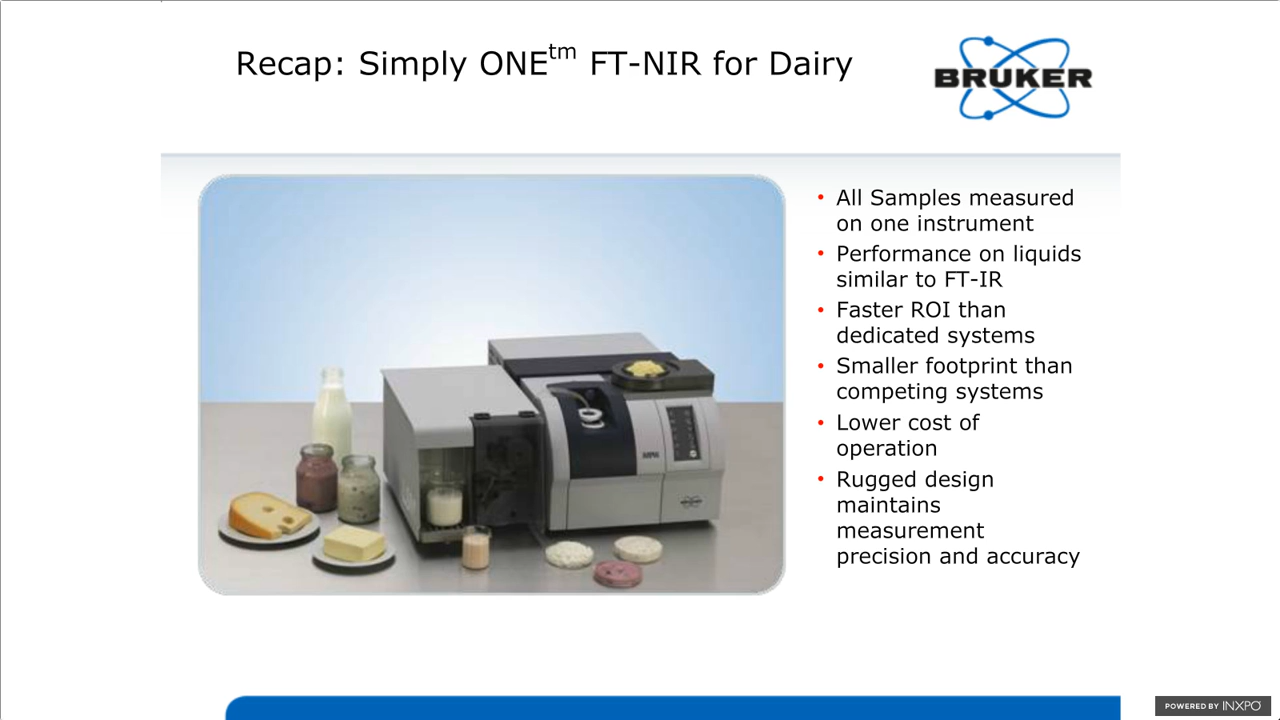 Recap: Simply ONEtm FT-NIR for Dairy
BRUKER
• All Samples measured
on one instrument
• Performance on liquids
similar to FT-IR
• Faster ROI than
dedicated systems
• Smaller footprint than
competing systems
• Lower cost of
operation
• Rugged design
maintains
measurement
precision and accuracy
MPA
BRUKER
POWERED BY INXPO